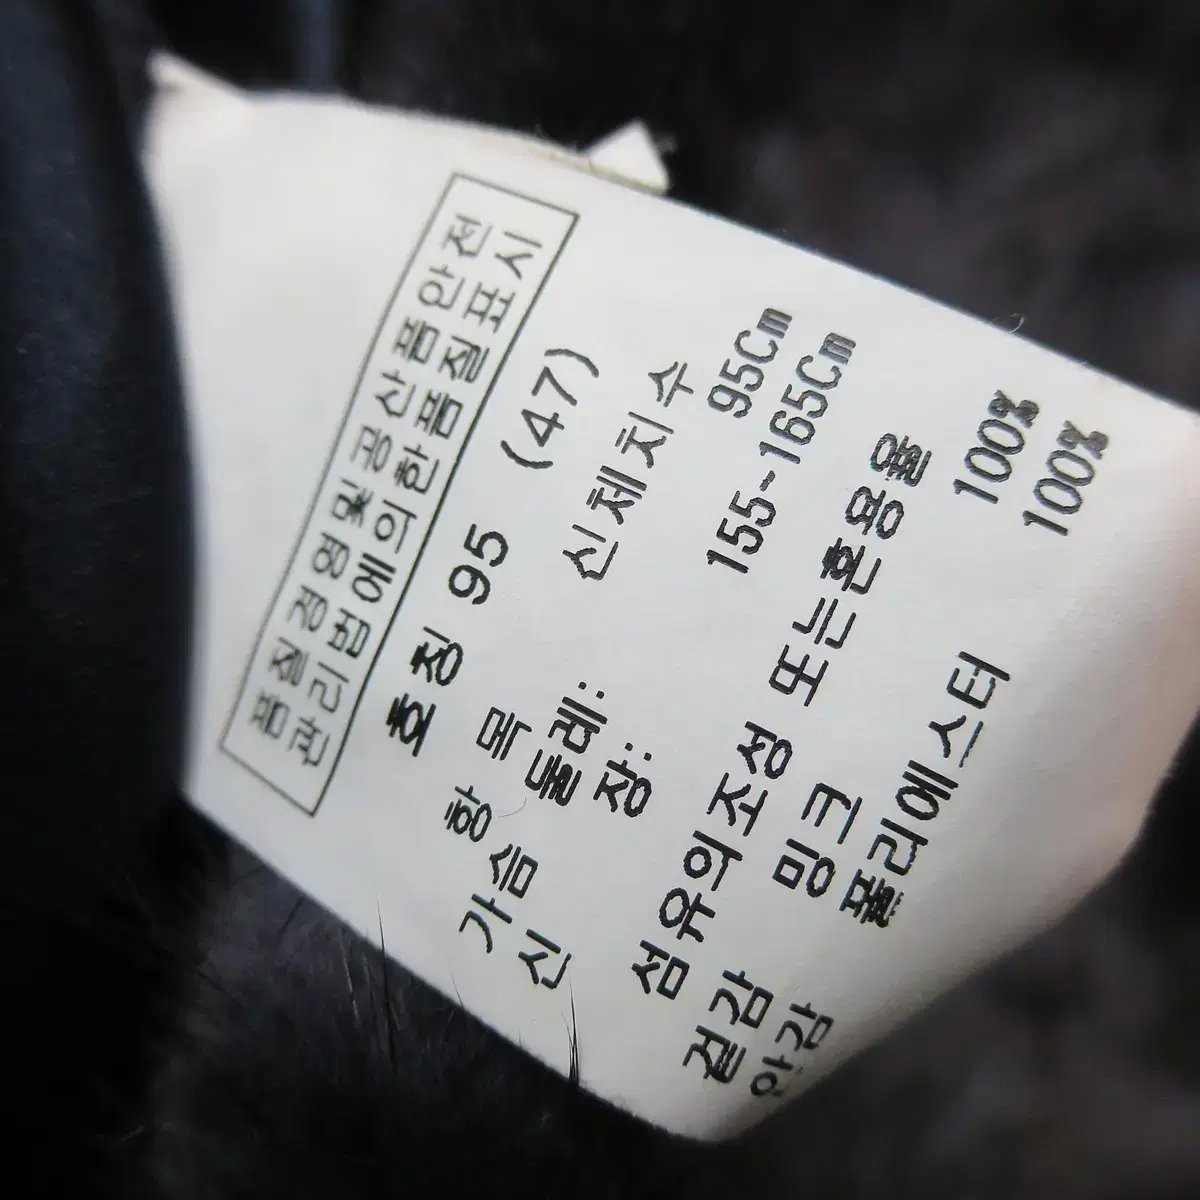 품질경영및공산품안전
관리법에의한품질표시
호칭 95 (47)
항 목 신체치수
가슴둘레: 95Cm
신 장: 155-165Cm
섬유의조성 또는혼용률
겉감 밍크 100%
안감 폴리에스터 100%